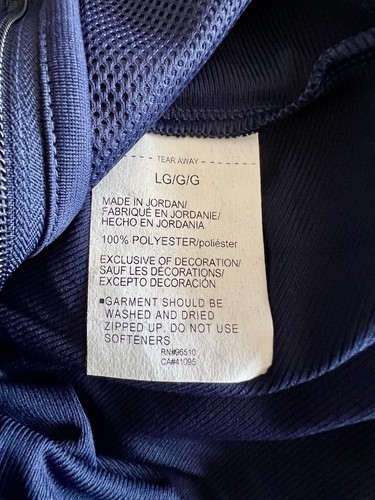 TEAR AWAY
LG/G/G
MADE IN JORDAN/
FABRIQUÉ EN JORDANIE/
HECHO EN JORDANIA
100% POLYESTER/poliéster
EXCLUSIVE OF DECORATION/
SAUF LES DÉCORATIONS/
EXCEPTO DECORACIÓN
■GARMENT SHOULD BE
WASHED AND DRIED
ZIPPED UP. DO NOT USE
SOFTENERS
RN#96510
CA#41095